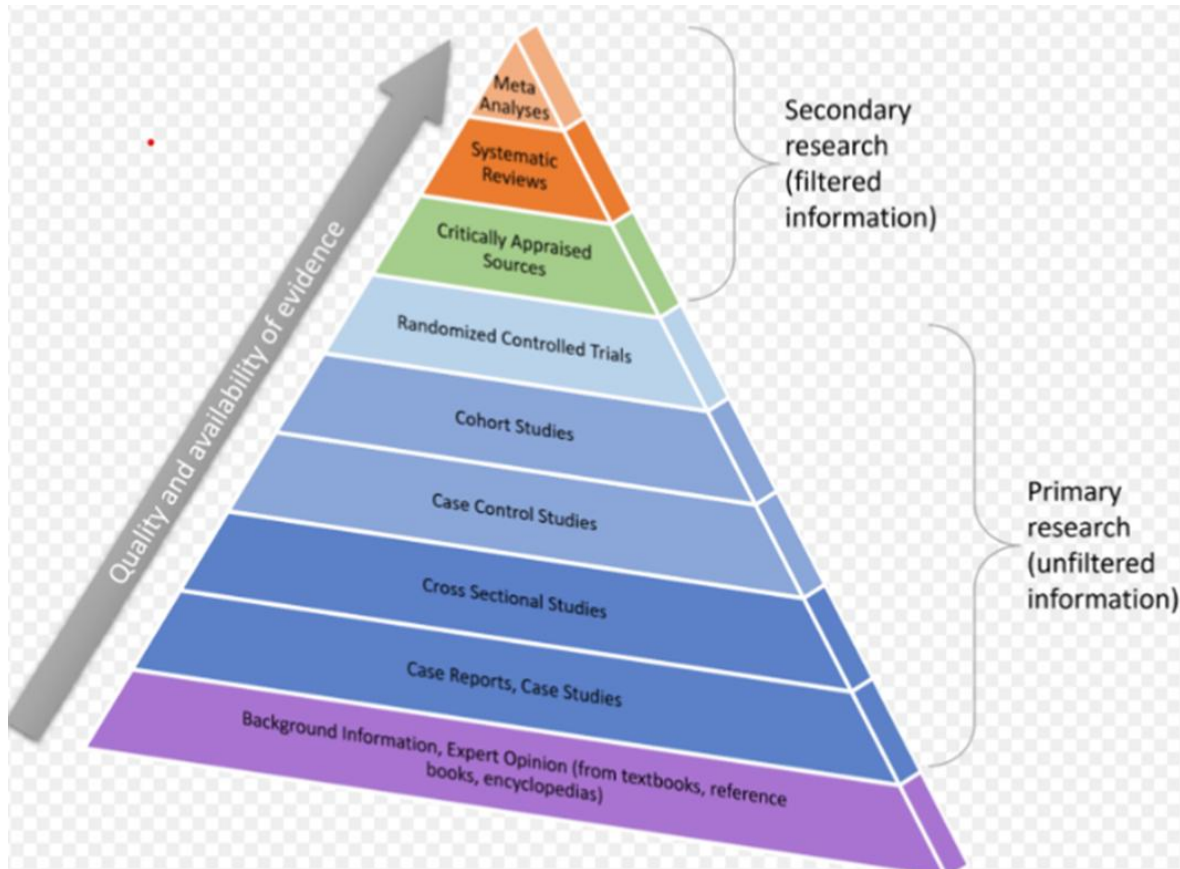 Meta
Analyses
Systematic
Reviews
Critically Appraised
Sources
Randomized Controlled Trials
Cohort Studies
Case Control Studies
Cross Sectional Studies
Case Reports, Case Studies
Background Information, Expert Opinion (from textbooks, reference
books, encyclopedias)
Quality and availability of evidence
Secondary
research
(filtered
information)
Primary
research
(unfiltered
information)